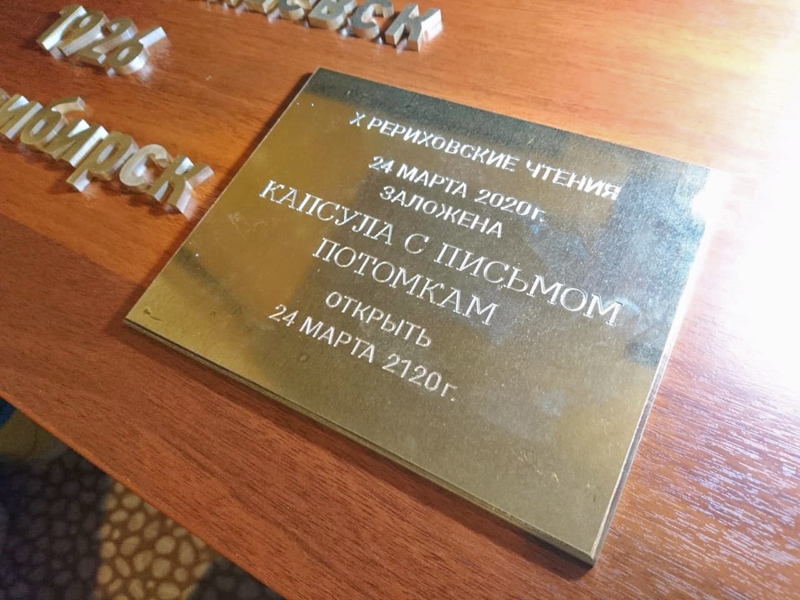 1926
Х РЕРИХОВСКИЕ ЧТЕНИЯ
24 МАРТА 2020г.
ЗАЛОЖЕНА
КАПСУЛА С ПИСЬМОМ
ПОТОМКАМ
ОТКРЫТЬ
24 МАРТА 2120г.